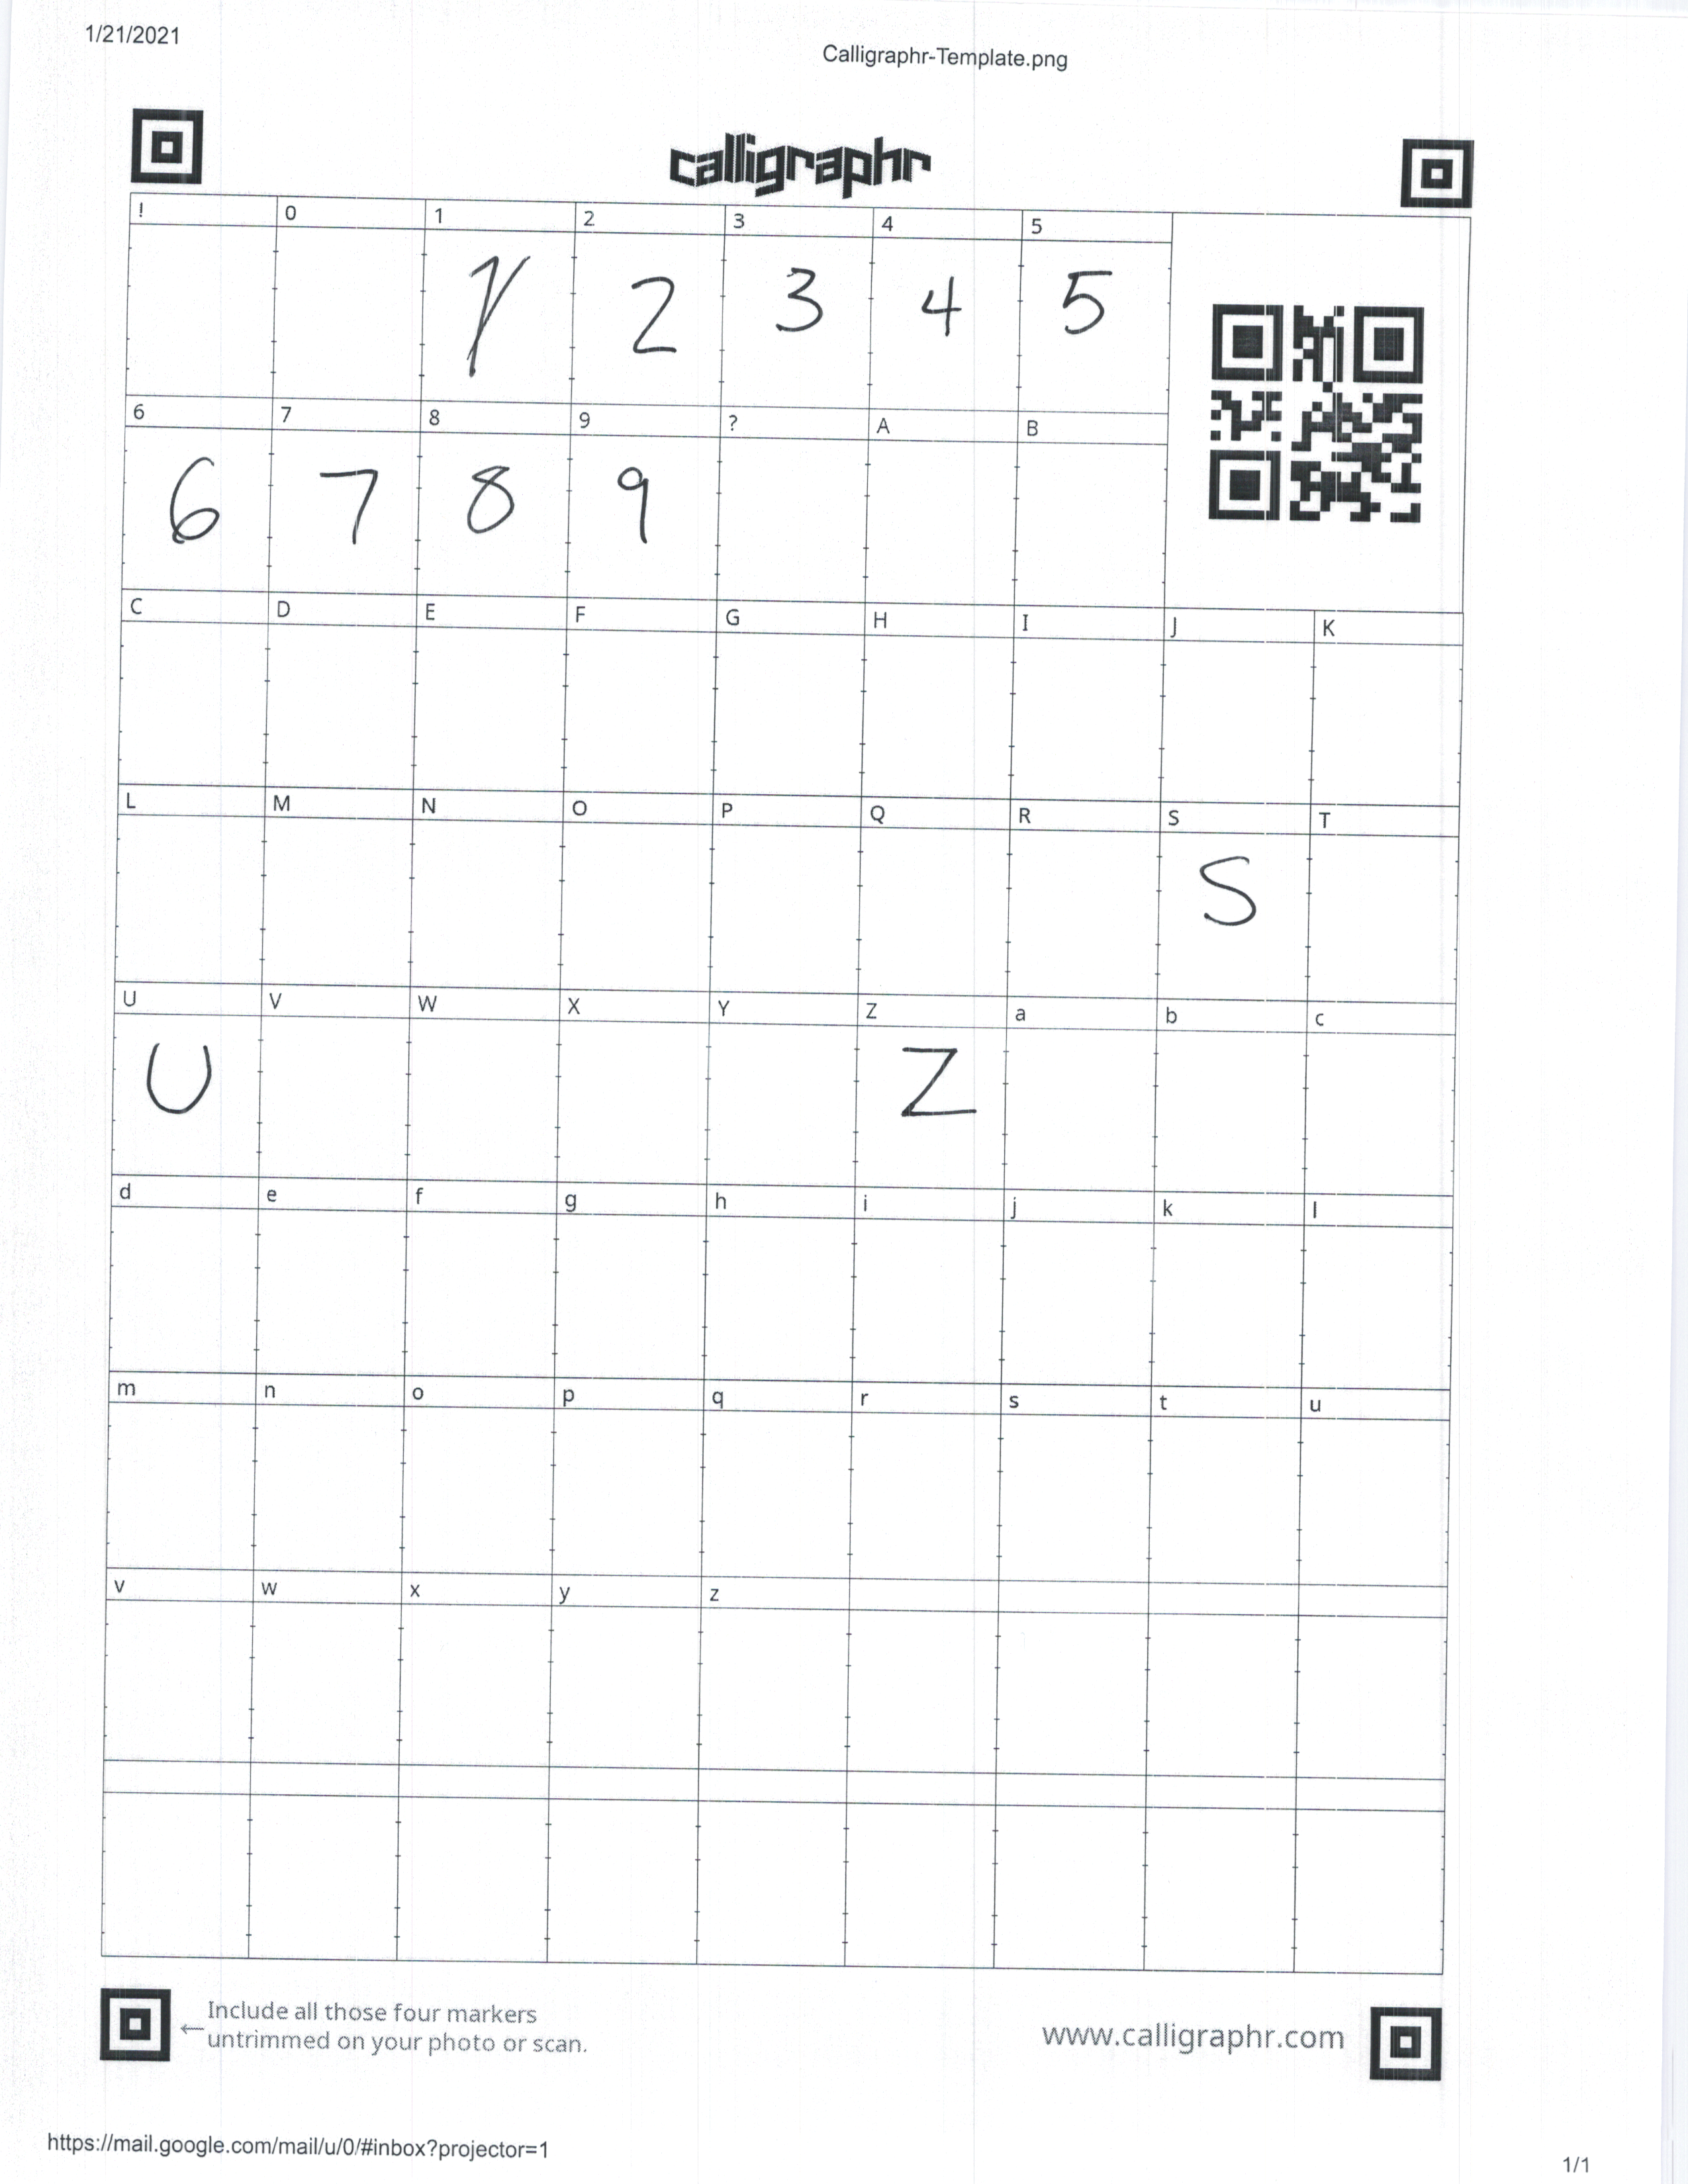 1/21/2021
Calligraphr-Template.png
calligraphr
! 0 1 2 3 4 5
2 3 4 5
6 7 8 9 ? A B
6 7 8 9
C D E F G H I J K
L M N O P Q R S T
S
U V W X Y Z a b c
U Z
d e f g h i j k l
m n o p q r s t u
v w x y z
← Include all those four markers
untrimmed on your photo or scan.
www.calligraphr.com
https://mail.google.com/mail/u/0/#inbox?projector=1
1/1